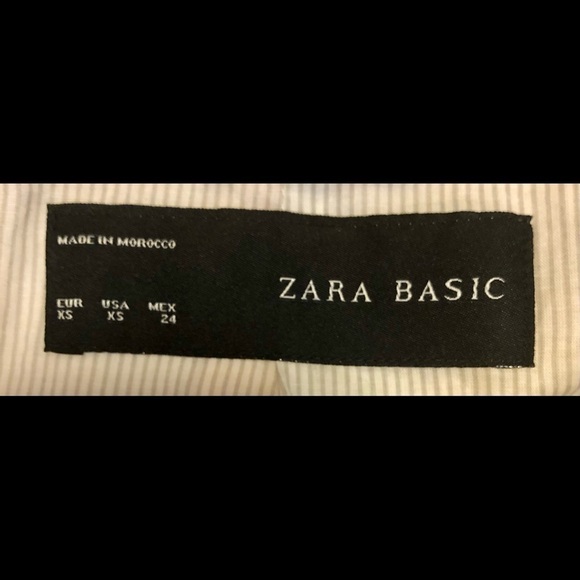 MADE IN MOROCCO
ZARA BASIC
EUR USA MEX
XS XS 24